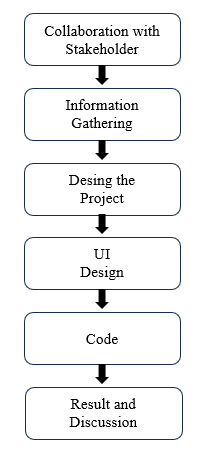 Collaboration with
Stakeholder
Information
Gathering
Desing the
Project
UI
Design
Code
Result and
Discussion